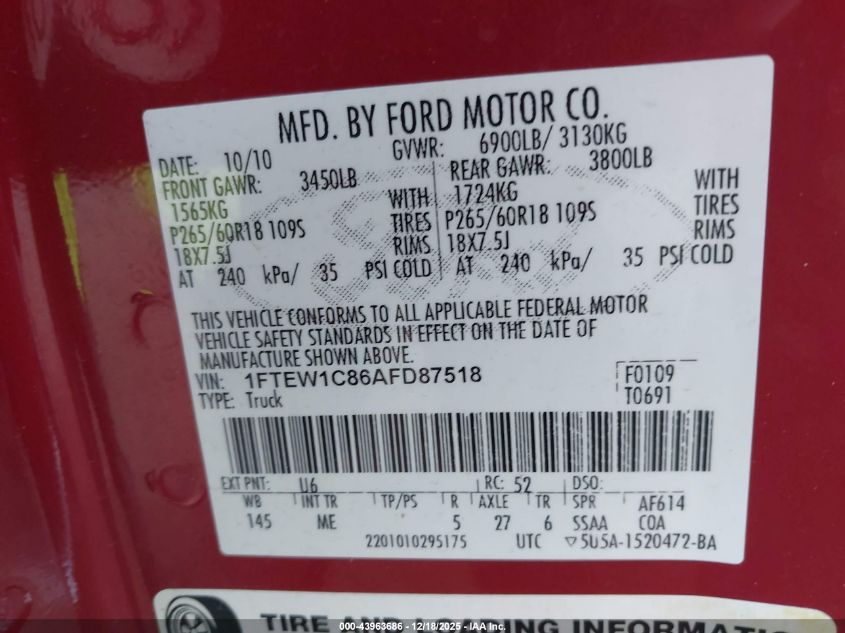 MFD. BY FORD MOTOR CO.
DATE: 10/10 GVWR: 6900LB/ 3130KG
FRONT GAWR: 3450LB REAR GAWR: 3800LB
1565KG WITH 1724KG WITH
P265/60R18 109S TIRES P265/60R18 109S TIRES
18X7.5J RIMS 18X7.5J RIMS
AT 240 kPa/ 35 PSI COLD AT 240 kPa/ 35 PSI COLD
THIS VEHICLE CONFORMS TO ALL APPLICABLE FEDERAL MOTOR
VEHICLE SAFETY STANDARDS IN EFFECT ON THE DATE OF
MANUFACTURE SHOWN ABOVE.
VIN: 1FTEW1C86AFD87518 F0109
TYPE: Truck T0691
EXT PNT: U6 RC: 52 DSO:
WB INT TR TP/PS R AXLE TR SPR AF614
145 ME 5 27 6 SSAA COA
2201010295175 UTC ▽5U5A-1520472-BA
TIRE INFORMATION
000-43963686 - 12/18/2025 - IAA Inc.